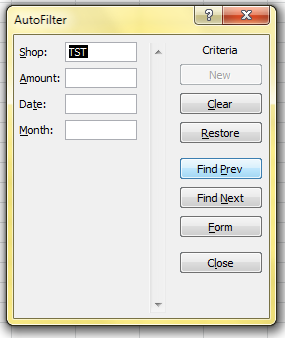 AutoFilter
?
Shop: TST
Amount:
Date:
Month:
Criteria
New
Clear
Restore
Find Prev
Find Next
Form
Close